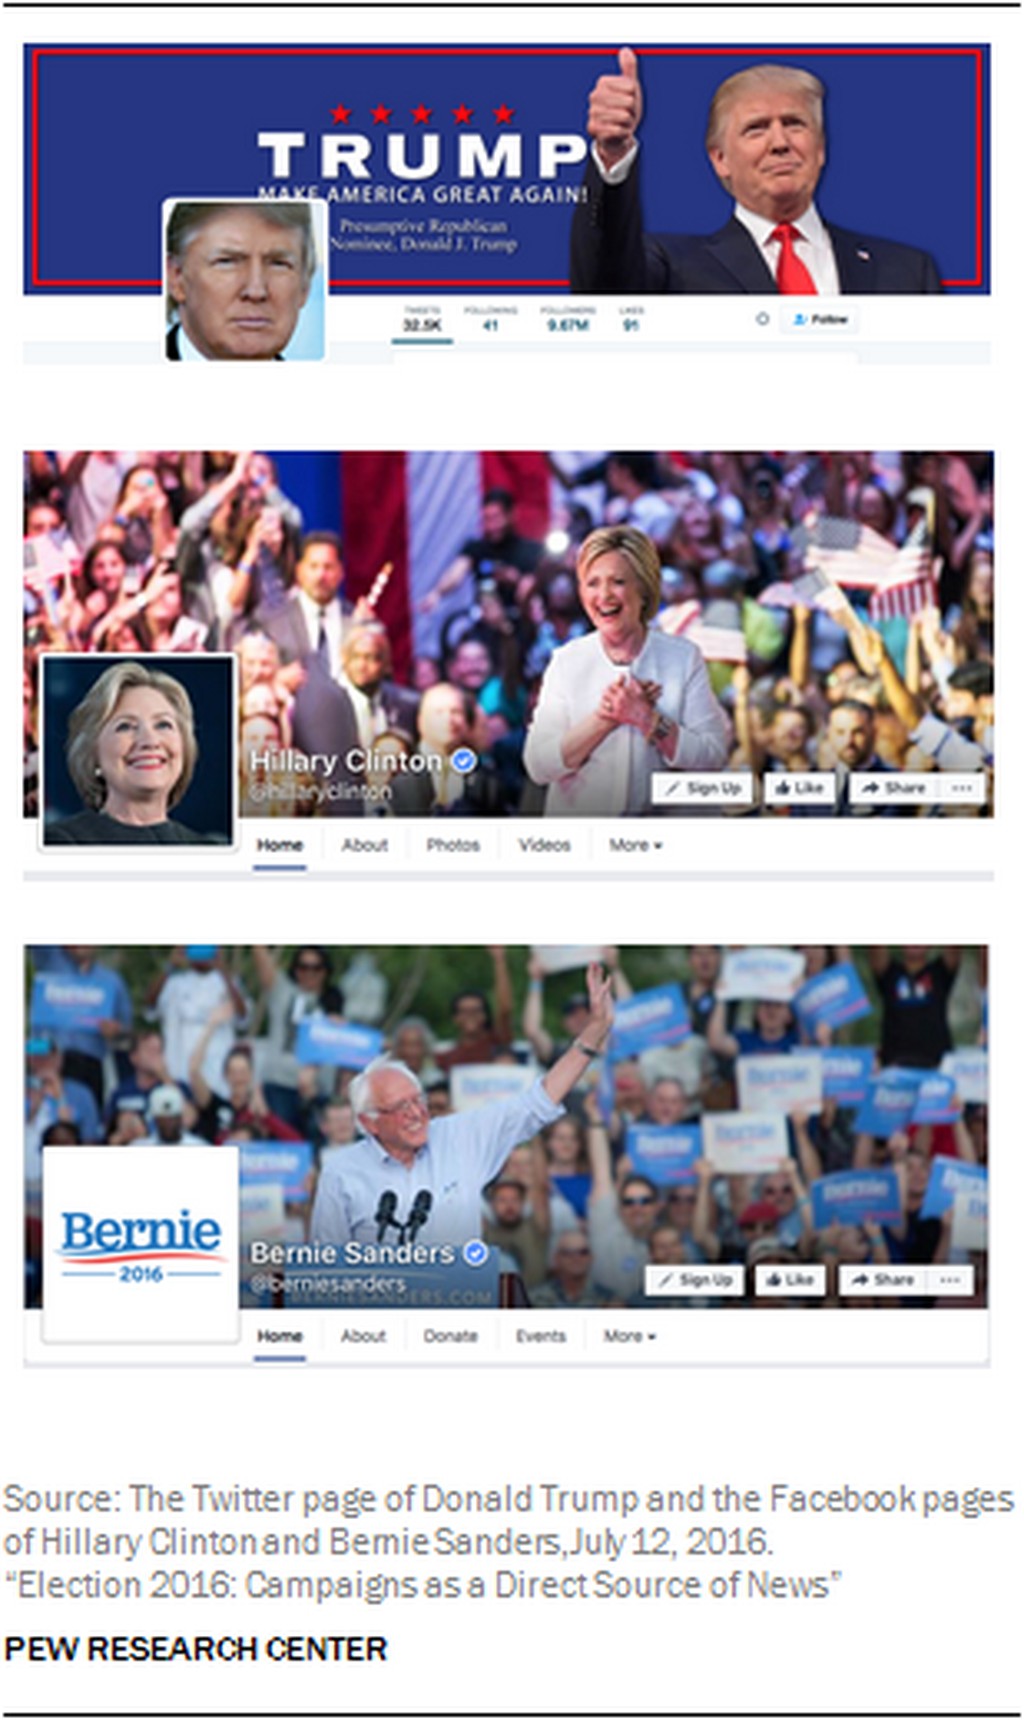 TRUMP
MAKE AMERICA GREAT AGAIN!
Presumptive Republican
Nominee, Donald J. Trump
TWEETS FOLLOWING FOLLOWERS LIKES
32.5K 41 9.67M 91 Follow
Hillary Clinton
@hillaryclinton
Sign Up Like Share ...
Home About Photos Videos More
Bernie
2016
Bernie Sanders
@berniesanders
BERNIESANDERS.COM
Sign Up Like Share ...
Home About Donate Events More
Source: The Twitter page of Donald Trump and the Facebook pages
of Hillary Clinton and Bernie Sanders, July 12, 2016.
“Election 2016: Campaigns as a Direct Source of News”
PEW RESEARCH CENTER